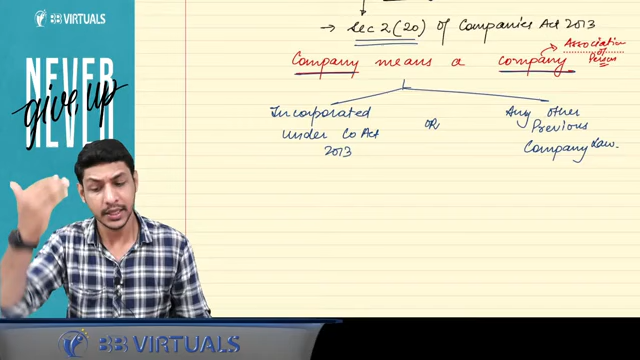 BB VIRTUALS
NEVER
give up
NEVER
→ Sec 2(20) of Companies Act 2013
Company means a company
Association
of
Person
Incorporated
under Co Act
2013
OR
Any other
Previous
Company Law.
BB VIRTUALS